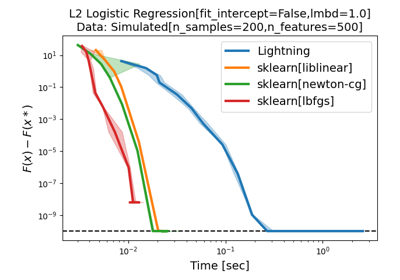 L2 Logistic Regression[fit_intercept=False,lmbd=1.0]
Data: Simulated[n_samples=200,n_features=500]
Lightning
sklearn[liblinear]
sklearn[newton-cg]
sklearn[lbfgs]
F(x) − F(x*)
10¹
10⁻¹
10⁻³
10⁻⁵
10⁻⁷
10⁻⁹
10⁻² 10⁻¹ 10⁰
Time [sec]